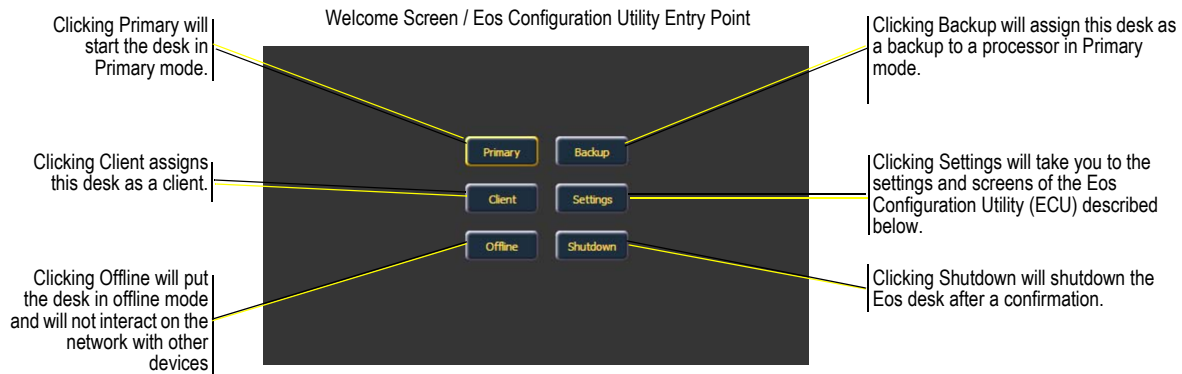 Welcome Screen / Eos Configuration Utility Entry Point
Clicking Primary will
start the desk in
Primary mode.
Clicking Client assigns
this desk as a client.
Clicking Offline will put
the desk in offline mode
and will not interact on the
network with other
devices
Primary
Backup
Client
Settings
Offline
Shutdown
Clicking Backup will assign this desk as
a backup to a processor in Primary
mode.
Clicking Settings will take you to the
settings and screens of the Eos
Configuration Utility (ECU) described
below.
Clicking Shutdown will shutdown the
Eos desk after a confirmation.